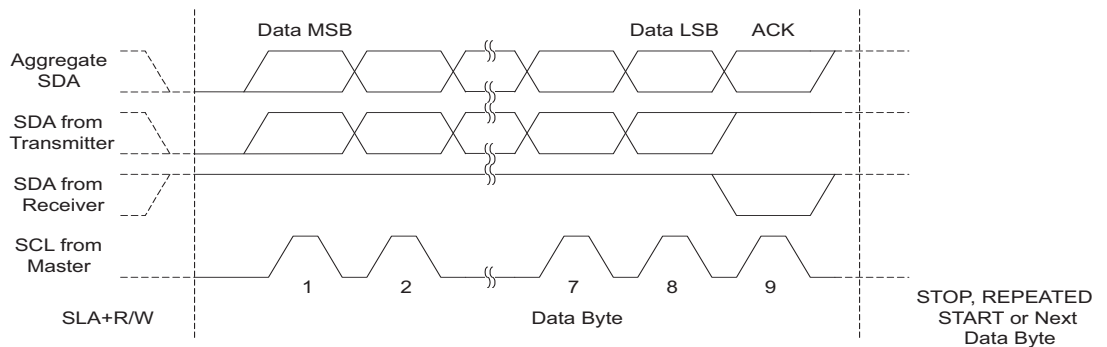 Data MSB
Data LSB
ACK
Aggregate
SDA
SDA from
Transmitter
SDA from
Receiver
SCL from
Master
1
2
7
8
9
SLA+R/W
Data Byte
STOP, REPEATED
START or Next
Data Byte